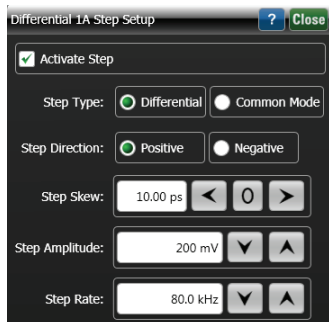 Differential 1A Step Setup ? Close
Activate Step
Step Type: Differential Common Mode
Step Direction: Positive Negative
Step Skew: 10.00 ps < 0 >
Step Amplitude: 200 mV
Step Rate: 80.0 kHz